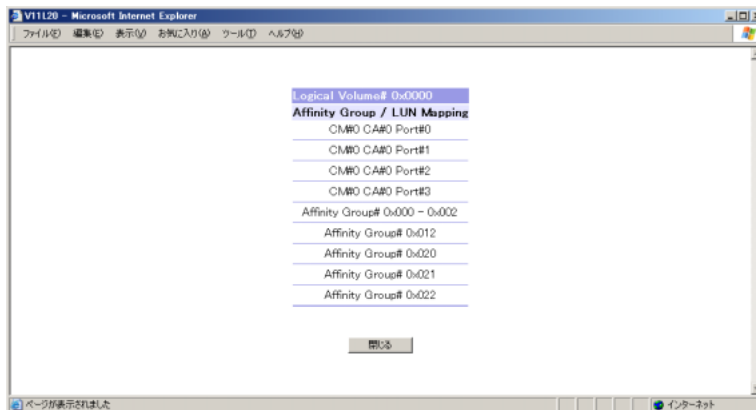 V11L20 - Microsoft Internet Explorer
ファイル(F) 編集(E) 表示(V) お気に入り(A) ツール(T) ヘルプ(H)
Logical Volume# 0x0000
Affinity Group / LUN Mapping
CM#0 CA#0 Port#0
CM#0 CA#0 Port#1
CM#0 CA#0 Port#2
CM#0 CA#0 Port#3
Affinity Group# 0x000 - 0x002
Affinity Group# 0x012
Affinity Group# 0x020
Affinity Group# 0x021
Affinity Group# 0x022
閉じる
ページが表示されました インターネット